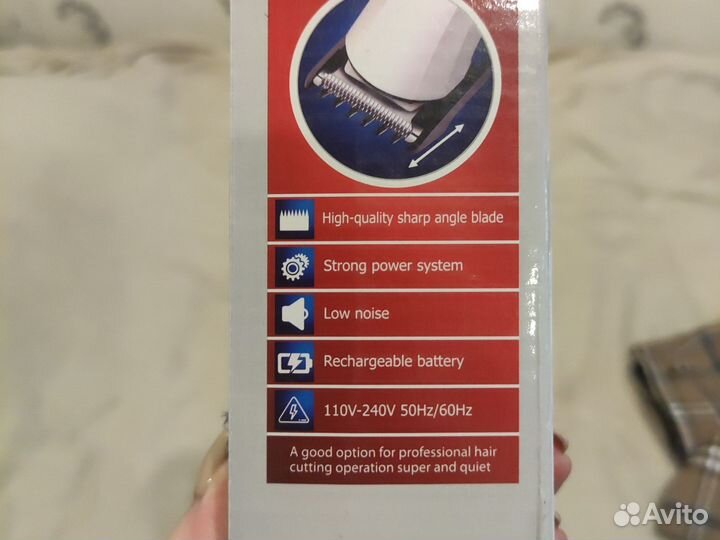 High-quality sharp angle blade
Strong power system
Low noise
Rechargeable battery
110V-240V 50Hz/60Hz
A good option for professional hair
cutting operation super and quiet
Avito